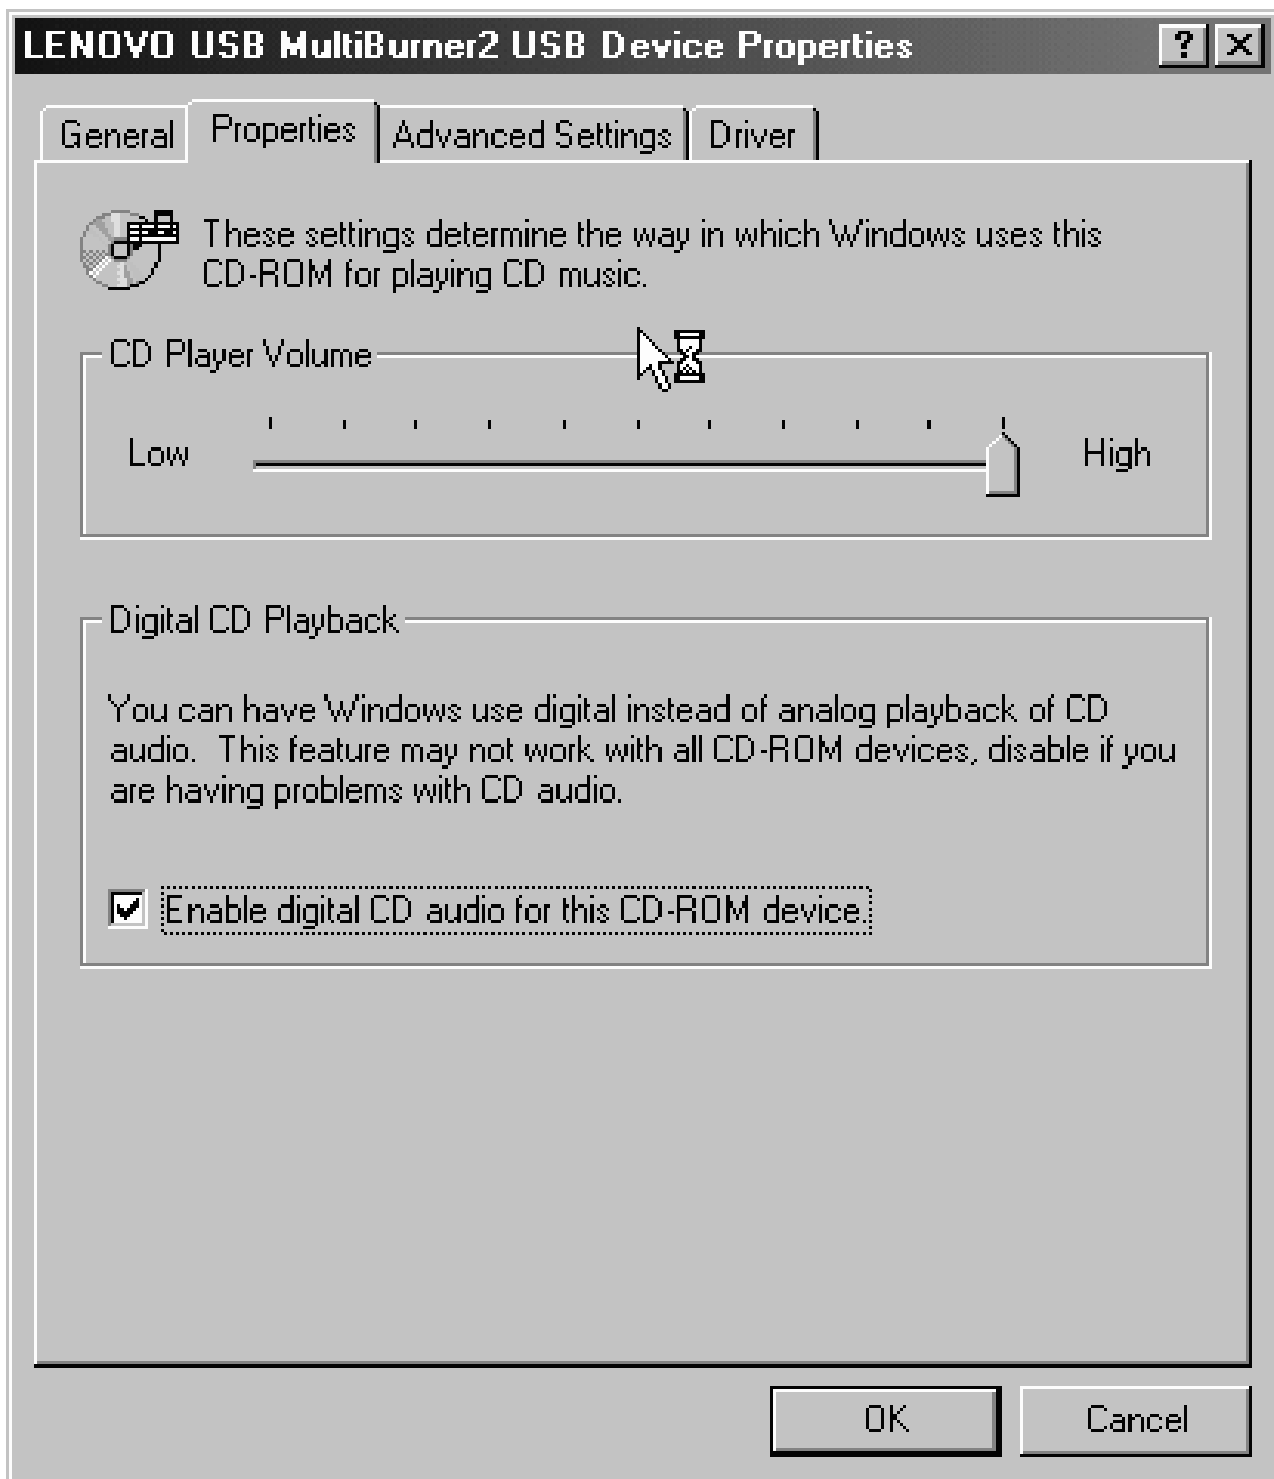 LENOVO USB MultiBurner2 USB Device Properties
General Properties Advanced Settings Driver
These settings determine the way in which Windows uses this
CD-ROM for playing CD music.
CD Player Volume
Low High
Digital CD Playback
You can have Windows use digital instead of analog playback of CD
audio.  This feature may not work with all CD-ROM devices, disable if you
are having problems with CD audio.
Enable digital CD audio for this CD-ROM device.
OK Cancel